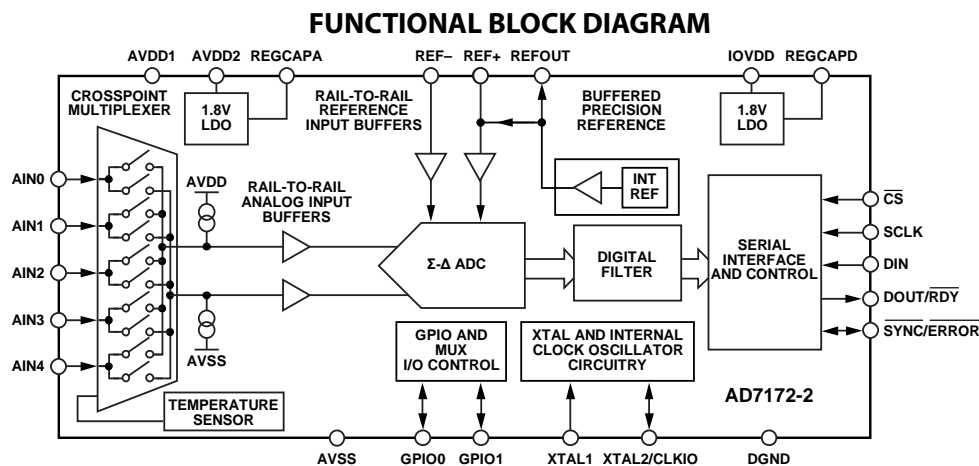 FUNCTIONAL BLOCK DIAGRAM
AVDD1 AVDD2 REGCAPA REF– REF+ REFOUT IOVDD REGCAPD
CROSSPOINT
MULTIPLEXER
1.8V
LDO
RAIL-TO-RAIL
REFERENCE
INPUT BUFFERS
BUFFERED
PRECISION
REFERENCE
1.8V
LDO
INT
REF
AIN0
AIN1
AIN2
AIN3
AIN4
AVDD
RAIL-TO-RAIL
ANALOG INPUT
BUFFERS
AVSS
Σ-Δ ADC
DIGITAL
FILTER
SERIAL
INTERFACE
AND CONTROL
CS
SCLK
DIN
DOUT/RDY
SYNC/ERROR
GPIO AND
MUX
I/O CONTROL
XTAL AND INTERNAL
CLOCK OSCILLATOR
CIRCUITRY
TEMPERATURE
SENSOR
AD7172-2
AVSS GPIO0 GPIO1 XTAL1 XTAL2/CLKIO DGND